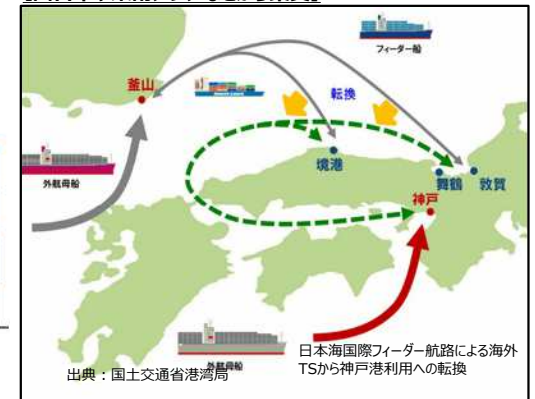 フィーダー船
釜山
転換
外航母船
境港
舞鶴
敦賀
神戸
外航母船
日本海国際フィーダー航路による海外
TSから神戸港利用への転換
出典：国土交通省港湾局